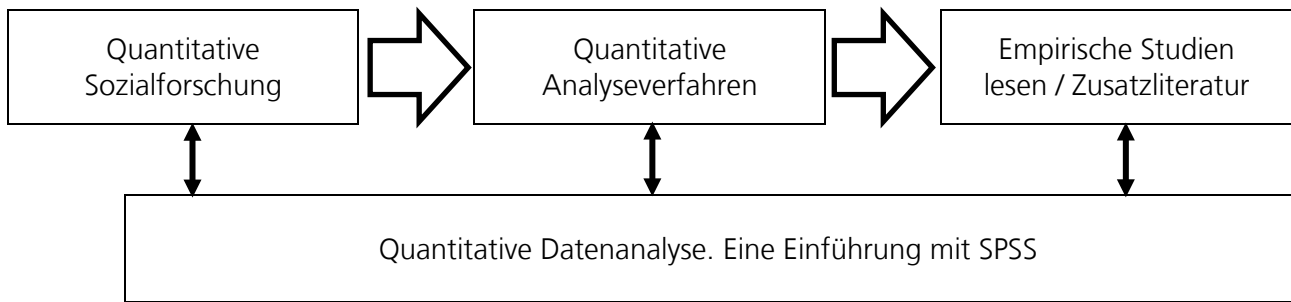 Quantitative
Sozialforschung
Quantitative
Analyseverfahren
Empirische Studien
lesen / Zusatzliteratur
Quantitative Datenanalyse. Eine Einführung mit SPSS